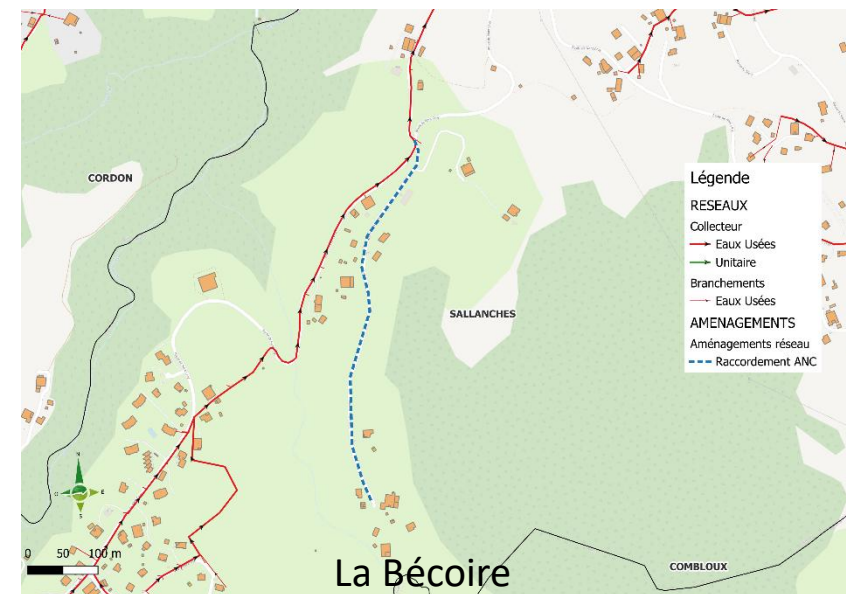 CORDON
SALLANCHES
Légende
RESEAUX
Collecteur
Eaux Usées
Unitaire
Branchements
Eaux Usées
AMENAGEMENTS
Aménagements réseau
Raccordement ANC
N
O E
S
0 50 100 m
La Bécoire
COMBLOUX